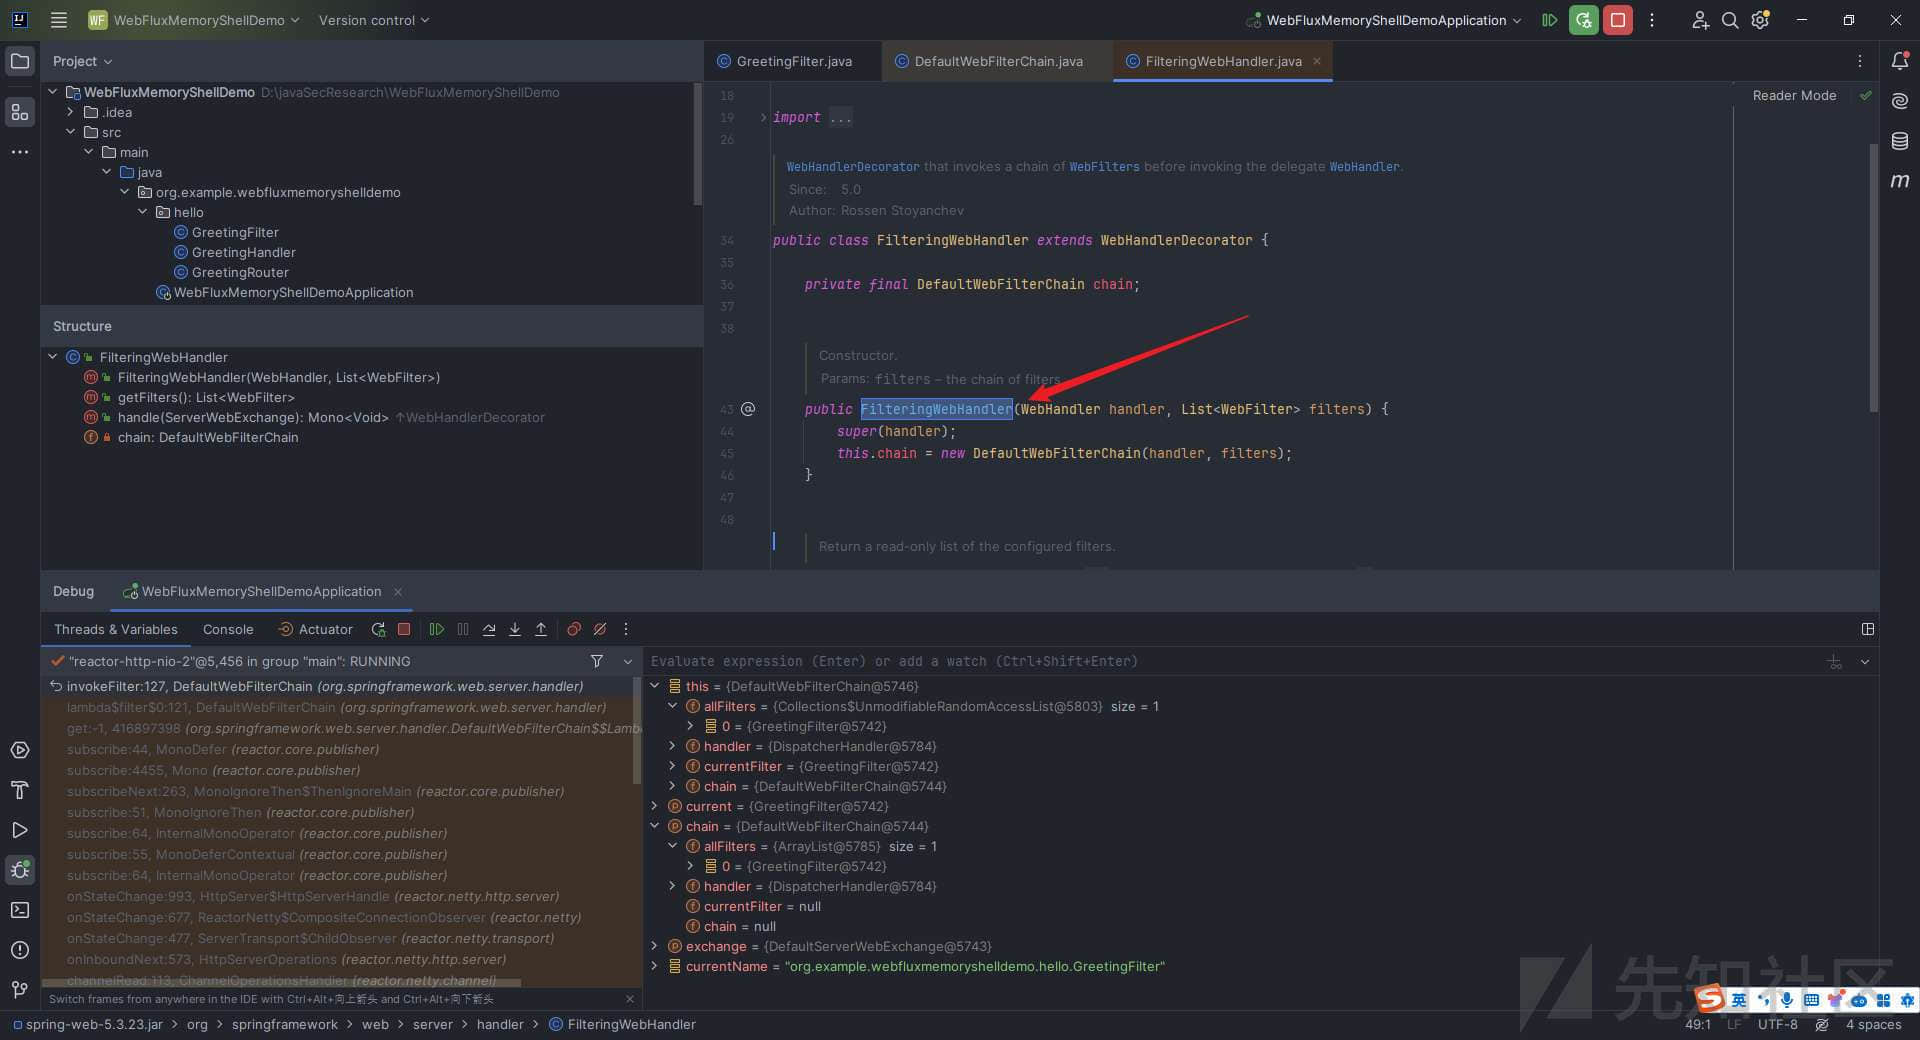 WF WebFluxMemoryShellDemo Version control WebFluxMemoryShellDemoApplication
Project
WebFluxMemoryShellDemo D:\javaSecResearch\WebFluxMemoryShellDemo
.idea
src
main
java
org.example.webfluxmemoryshelldemo
hello
GreetingFilter
GreetingHandler
GreetingRouter
WebFluxMemoryShellDemoApplication
Structure
FilteringWebHandler
FilteringWebHandler(WebHandler, List<WebFilter>)
getFilters(): List<WebFilter>
handle(ServerWebExchange): Mono<Void> ↑WebHandlerDecorator
chain: DefaultWebFilterChain
GreetingFilter.java DefaultWebFilterChain.java FilteringWebHandler.java
Reader Mode
18
19 import ...
26
WebHandlerDecorator that invokes a chain of WebFilters before invoking the delegate WebHandler.
Since: 5.0
Author: Rossen Stoyanchev
34 public class FilteringWebHandler extends WebHandlerDecorator {
35
36 private final DefaultWebFilterChain chain;
37
38
Constructor.
Params: filters – the chain of filters
43 @ public FilteringWebHandler(WebHandler handler, List<WebFilter> filters) {
44 super(handler);
45 this.chain = new DefaultWebFilterChain(handler, filters);
46 }
47
48
Return a read-only list of the configured filters.
Debug WebFluxMemoryShellDemoApplication
Threads & Variables Console Actuator
"reactor-http-nio-2"@5,456 in group "main": RUNNING
invokeFilter:127, DefaultWebFilterChain (org.springframework.web.server.handler)
lambda$filter$0:121, DefaultWebFilterChain (org.springframework.web.server.handler)
get:-1, 416897398 (org.springframework.web.server.handler.DefaultWebFilterChain$$Lamb
subscribe:44, MonoDefer (reactor.core.publisher)
subscribe:4455, Mono (reactor.core.publisher)
subscribeNext:263, MonoIgnoreThen$ThenIgnoreMain (reactor.core.publisher)
subscribe:51, MonoIgnoreThen (reactor.core.publisher)
subscribe:64, InternalMonoOperator (reactor.core.publisher)
subscribe:55, MonoDeferContextual (reactor.core.publisher)
subscribe:64, InternalMonoOperator (reactor.core.publisher)
onStateChange:993, HttpServer$HttpServerHandle (reactor.netty.http.server)
onStateChange:677, ReactorNetty$CompositeConnectionObserver (reactor.netty)
onStateChange:477, ServerTransport$ChildObserver (reactor.netty.transport)
onInboundNext:573, HttpServerOperations (reactor.netty.http.server)
channelRead:113, ChannelOperationsHandler (reactor.netty.channel)
Switch frames from anywhere in the IDE with Ctrl+Alt+向上箭头 and Ctrl+Alt+向下箭头
Evaluate expression (Enter) or add a watch (Ctrl+Shift+Enter)
this = {DefaultWebFilterChain@5746}
allFilters = {Collections$UnmodifiableRandomAccessList@5803} size = 1
0 = {GreetingFilter@5742}
handler = {DispatcherHandler@5784}
currentFilter = {GreetingFilter@5742}
chain = {DefaultWebFilterChain@5744}
current = {GreetingFilter@5742}
chain = {DefaultWebFilterChain@5744}
allFilters = {ArrayList@5785} size = 1
0 = {GreetingFilter@5742}
handler = {DispatcherHandler@5784}
currentFilter = null
chain = null
exchange = {DefaultServerWebExchange@5743}
currentName = "org.example.webfluxmemoryshelldemo.hello.GreetingFilter"
先知社区
英
spring-web-5.3.23.jar > org > springframework > web > server > handler > FilteringWebHandler
49:1 LF UTF-8 4 spaces